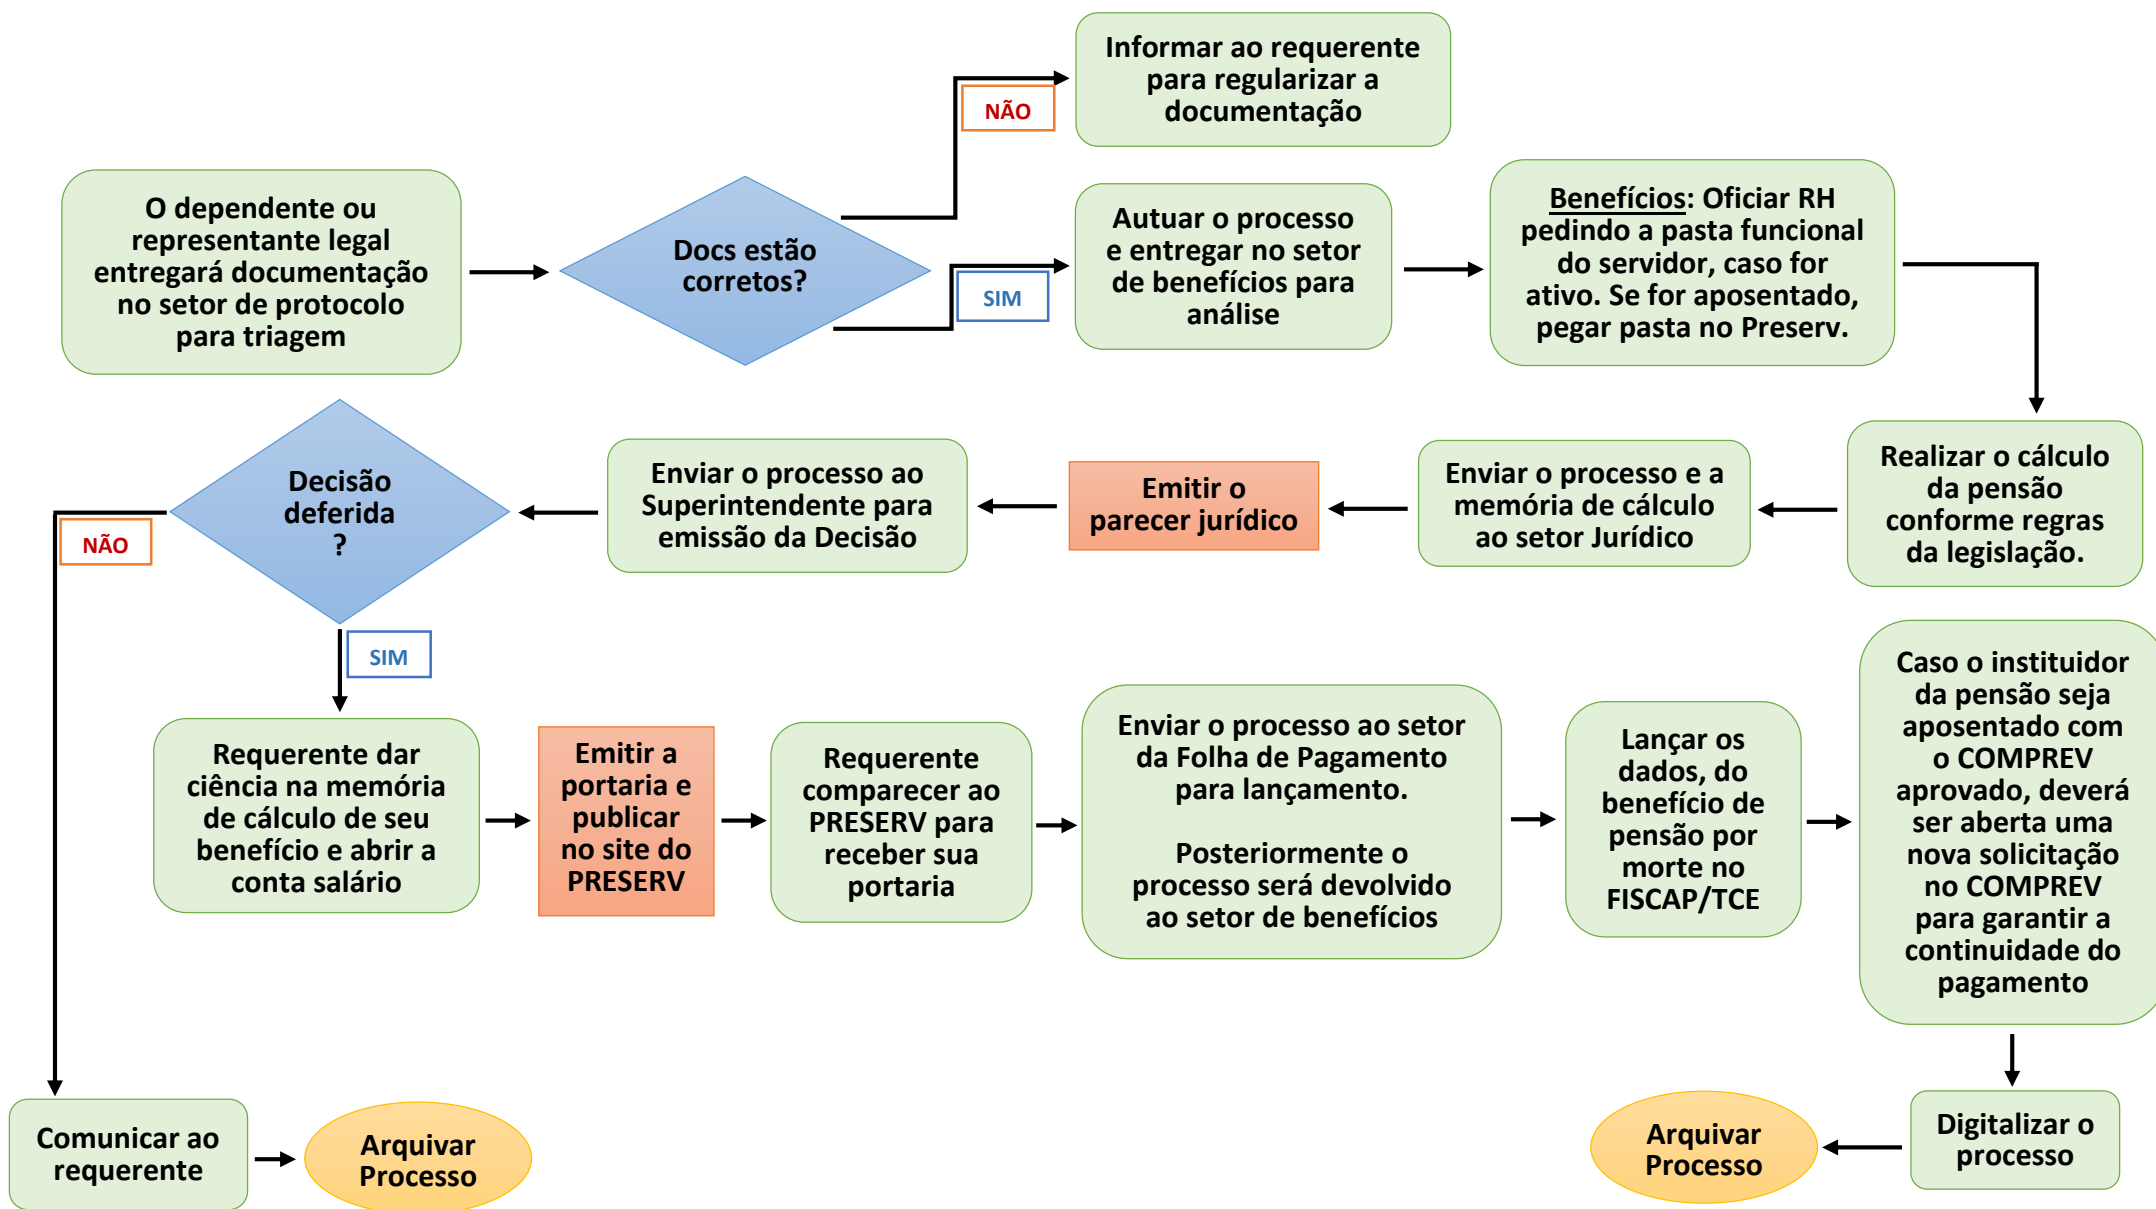 Informar ao requerente
para regularizar a
documentação
NÃO
O dependente ou
representante legal
entregará documentação
no setor de protocolo
para triagem
Docs estão
corretos?
SIM
Autuar o processo
e entregar no setor
de benefícios para
análise
Benefícios: Oficiar RH
pedindo a pasta funcional
do servidor, caso for
ativo. Se for aposentado,
pegar pasta no Preserv.
Realizar o cálculo
da pensão
conforme regras
da legislação.
Enviar o processo e a
memória de cálculo
ao setor Jurídico
Emitir o
parecer jurídico
Enviar o processo ao
Superintendente para
emissão da Decisão
Decisão
deferida
?
NÃO
SIM
Requerente dar
ciência na memória
de cálculo de seu
benefício e abrir a
conta salário
Emitir a
portaria e
publicar
no site do
PRESERV
Requerente
comparecer ao
PRESERV para
receber sua
portaria
Enviar o processo ao setor
da Folha de Pagamento
para lançamento.
Posteriormente o
processo será devolvido
ao setor de benefícios
Lançar os
dados, do
benefício de
pensão por
morte no
FISCAP/TCE
Caso o instituidor
da pensão seja
aposentado com
o COMPREV
aprovado, deverá
ser aberta uma
nova solicitação
no COMPREV
para garantir a
continuidade do
pagamento
Comunicar ao
requerente
Arquivar
Processo
Arquivar
Processo
Digitalizar o
processo